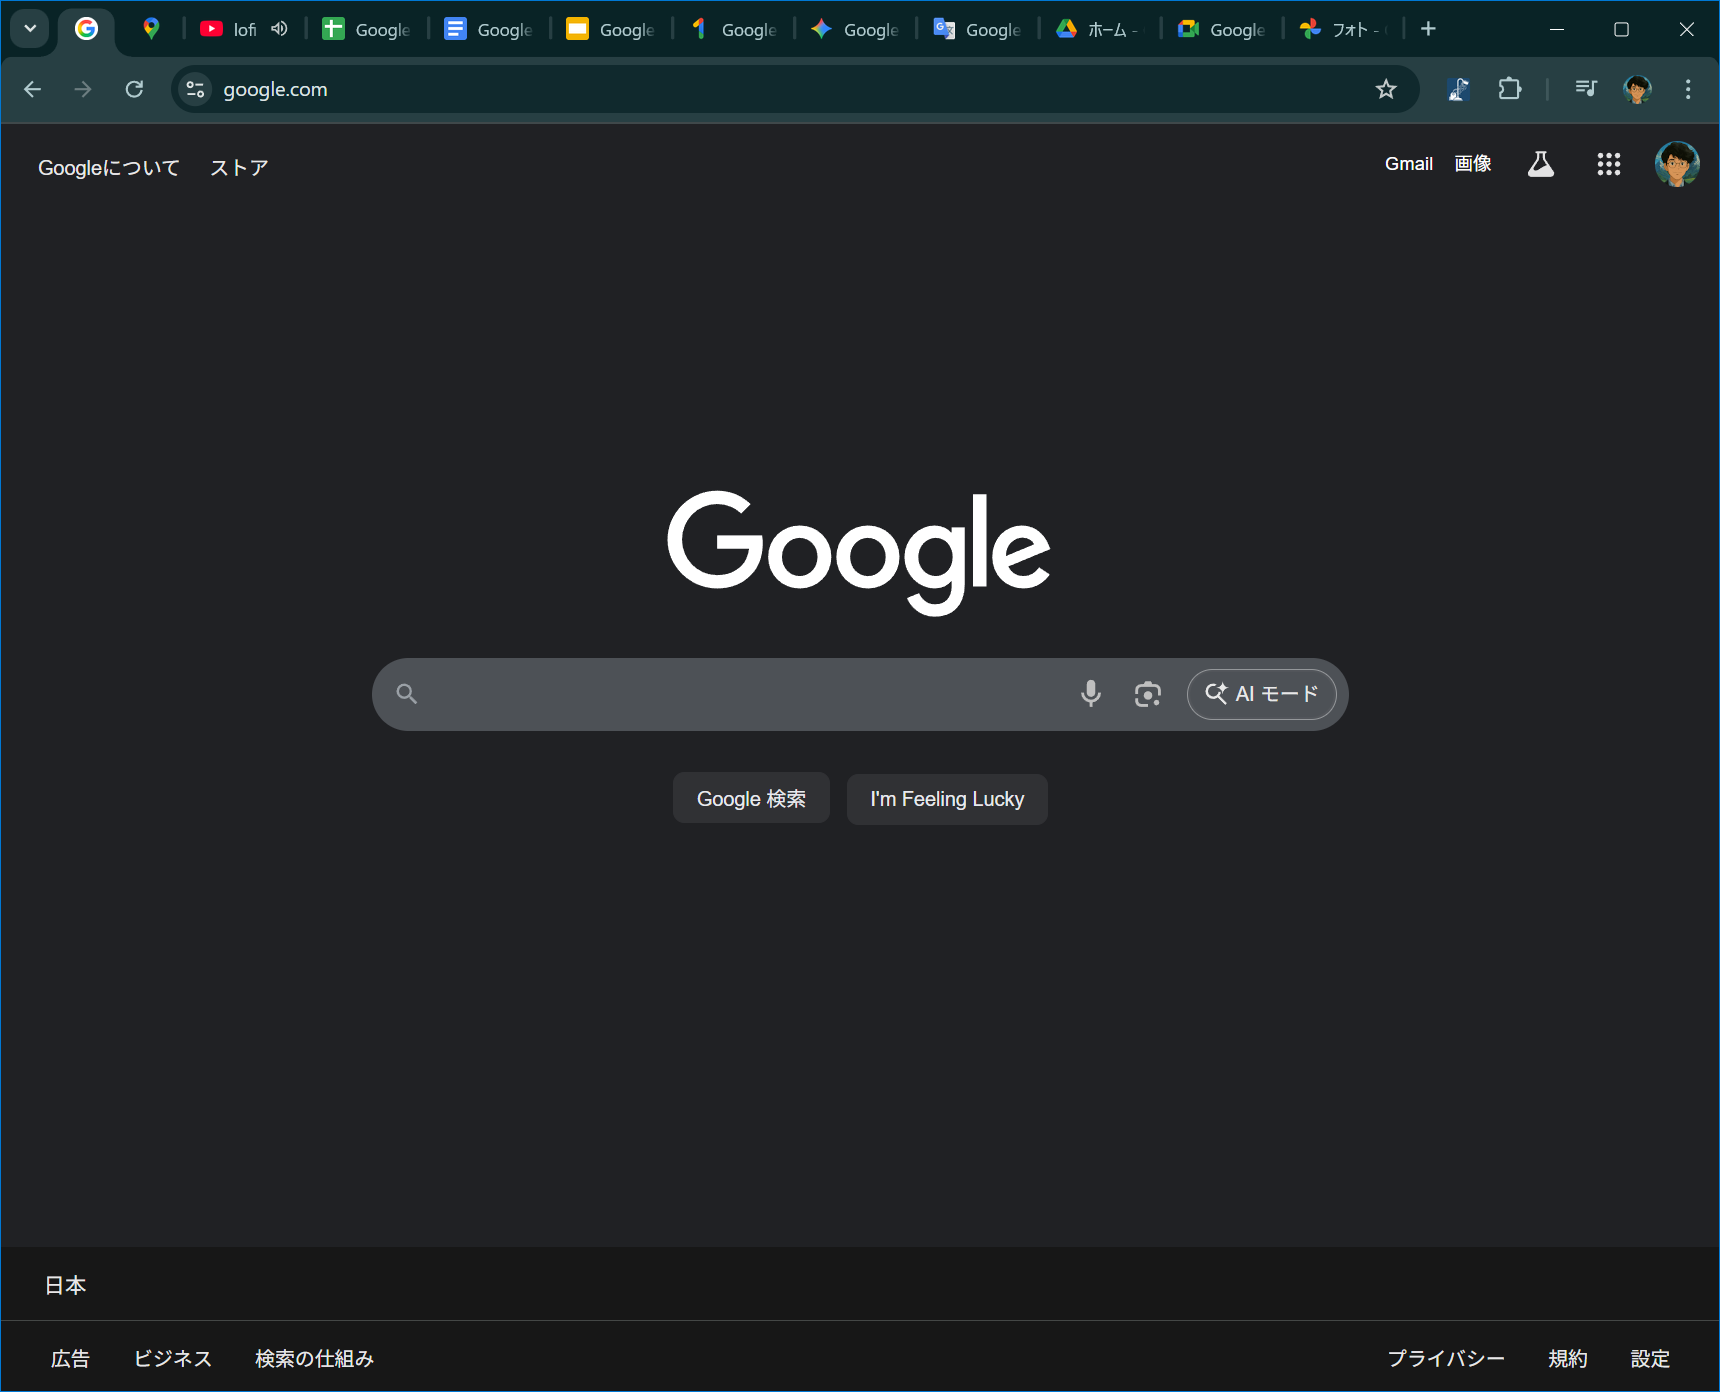 lofi Google Google Google Google Google Google ホーム - Google フォト -
google.com
Googleについて ストア Gmail 画像
Google
AI モード
Google 検索 I'm Feeling Lucky
日本
広告 ビジネス 検索の仕組み プライバシー 規約 設定